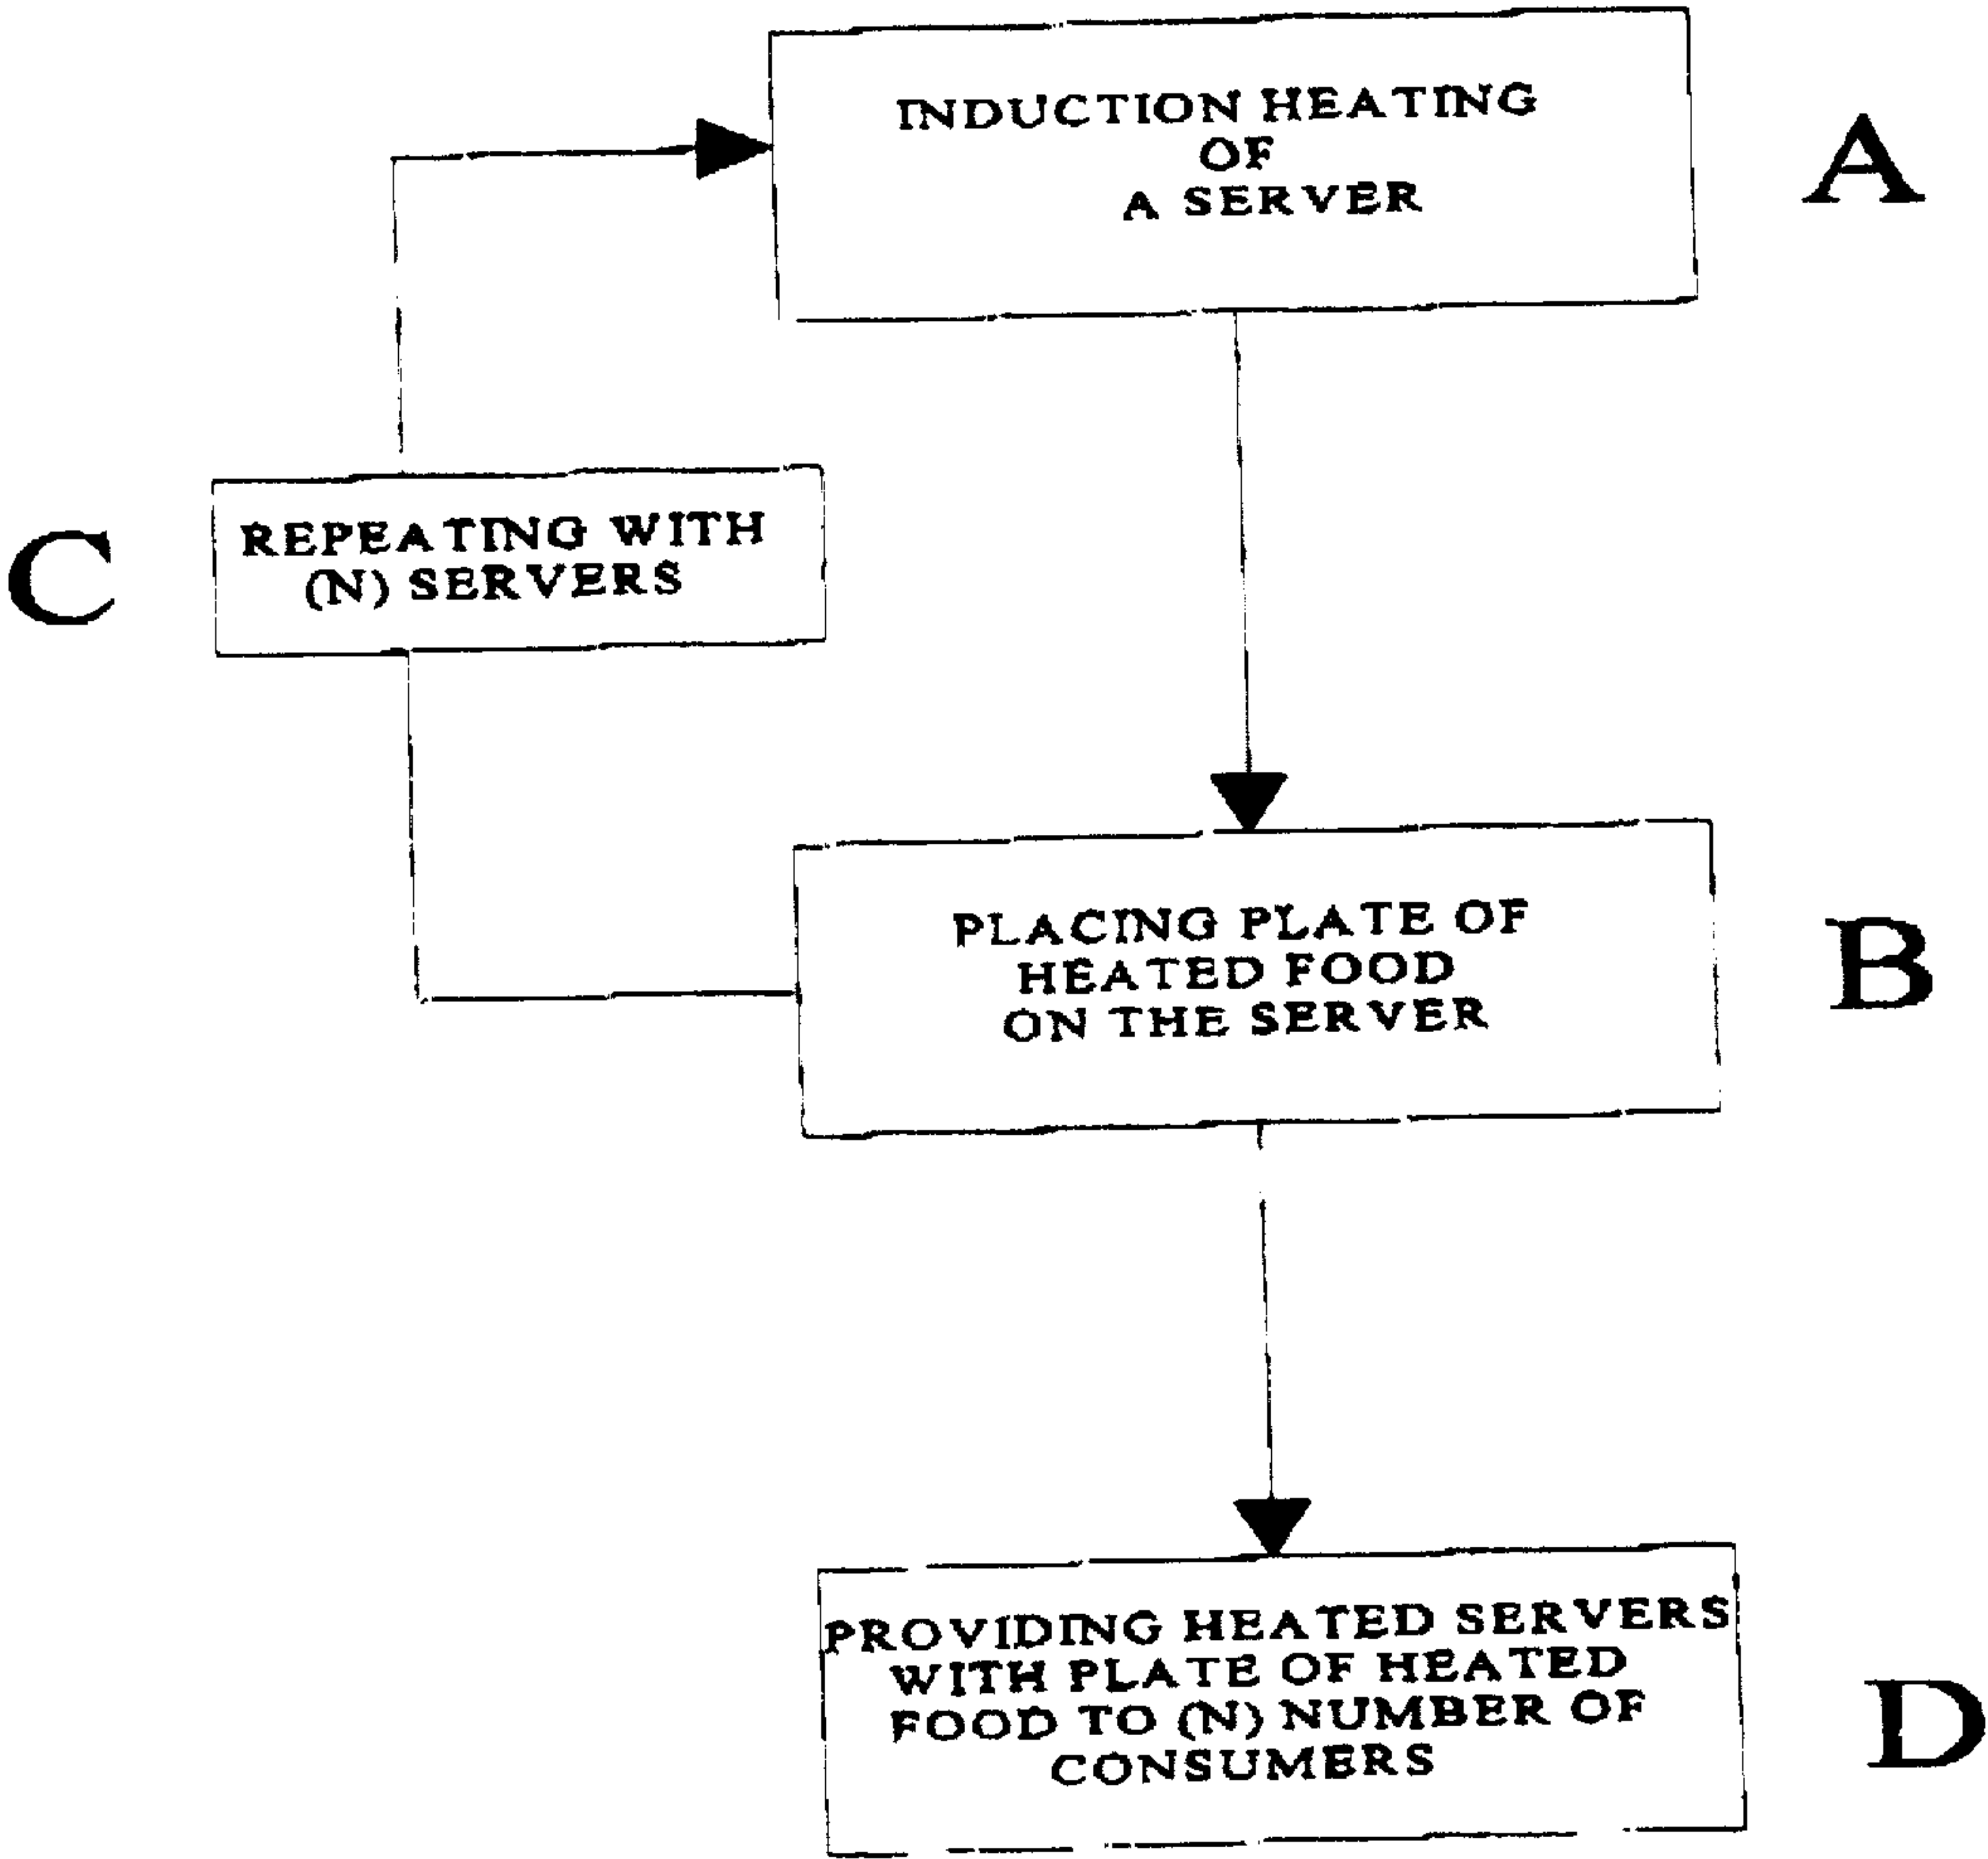 INDUCTION HEATING
OF
A SERVER
A
C
REPEATING WITH
(N) SERVERS
PLACING PLATE OF
HEATED FOOD
ON THE SERVER
B
PROVIDING HEATED SERVERS
WITH PLATE OF HEATED
FOOD TO (N) NUMBER OF
CONSUMERS
D